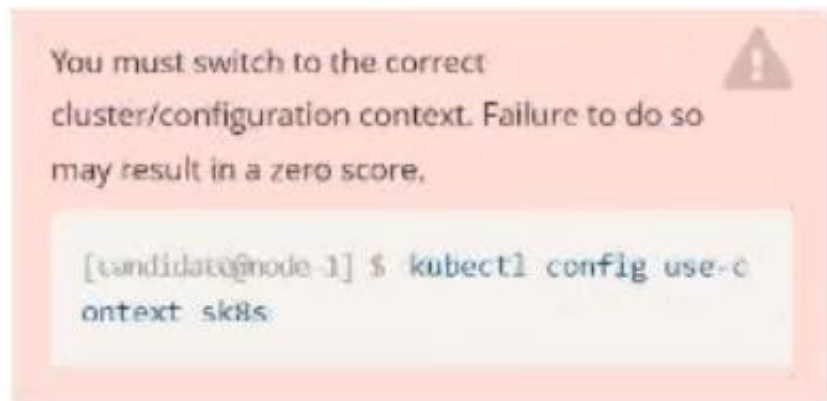 You must switch to the correct
cluster/configuration context. Failure to do so
may result in a zero score.
[candidate@node-1] $ kubectl config use-c
ontext sk8s